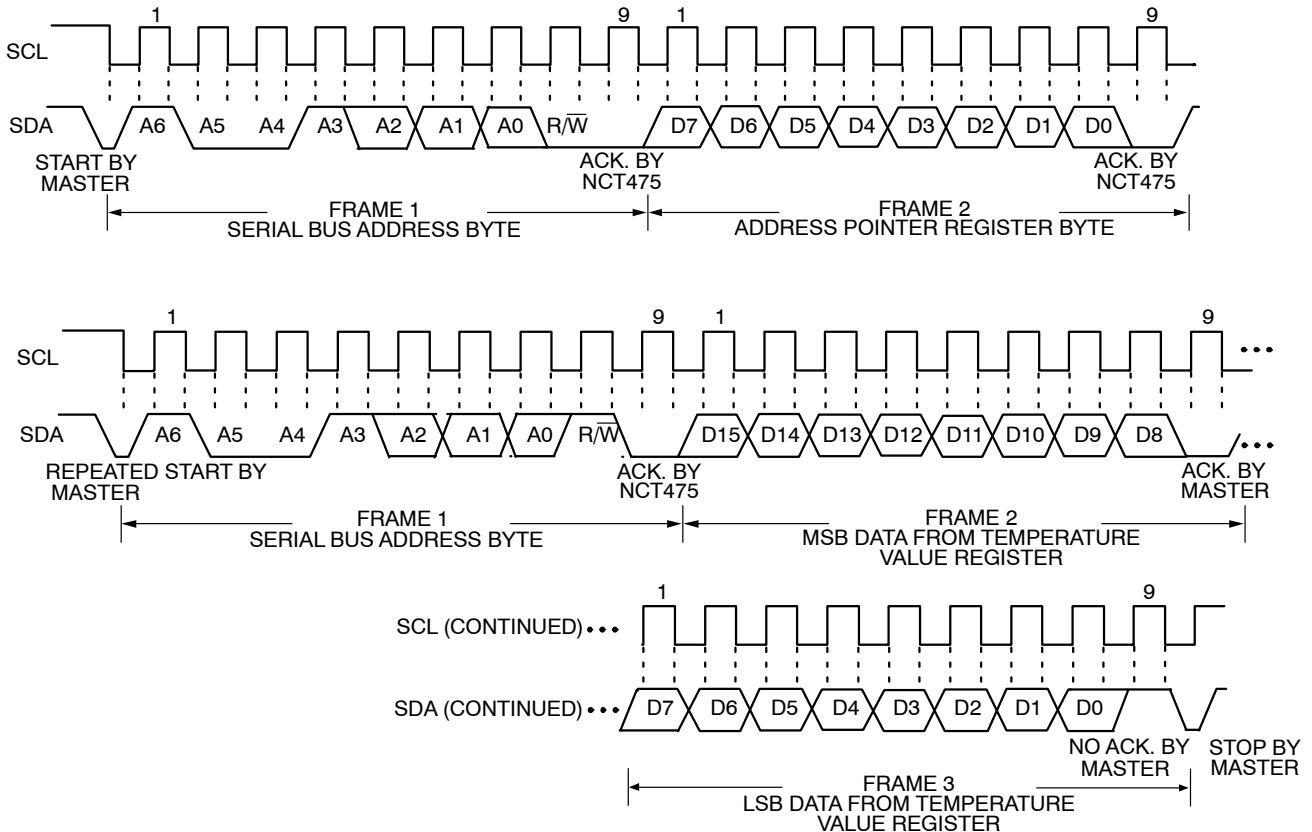 1 9 1 9
SCL
SDA A6 A5 A4 A3 A2 A1 A0 R/W̅ D7 D6 D5 D4 D3 D2 D1 D0
START BY
MASTER
ACK. BY
NCT475
ACK. BY
NCT475
FRAME 1
SERIAL BUS ADDRESS BYTE
FRAME 2
ADDRESS POINTER REGISTER BYTE
1 9 1 9
SCL
SDA A6 A5 A4 A3 A2 A1 A0 R/W̅ D15 D14 D13 D12 D11 D10 D9 D8
REPEATED START BY
MASTER
ACK. BY
NCT475
ACK. BY
MASTER
FRAME 1
SERIAL BUS ADDRESS BYTE
FRAME 2
MSB DATA FROM TEMPERATURE
VALUE REGISTER
1 9
SCL (CONTINUED)
SDA (CONTINUED) D7 D6 D5 D4 D3 D2 D1 D0
NO ACK. BY
MASTER
STOP BY
MASTER
FRAME 3
LSB DATA FROM TEMPERATURE
VALUE REGISTER